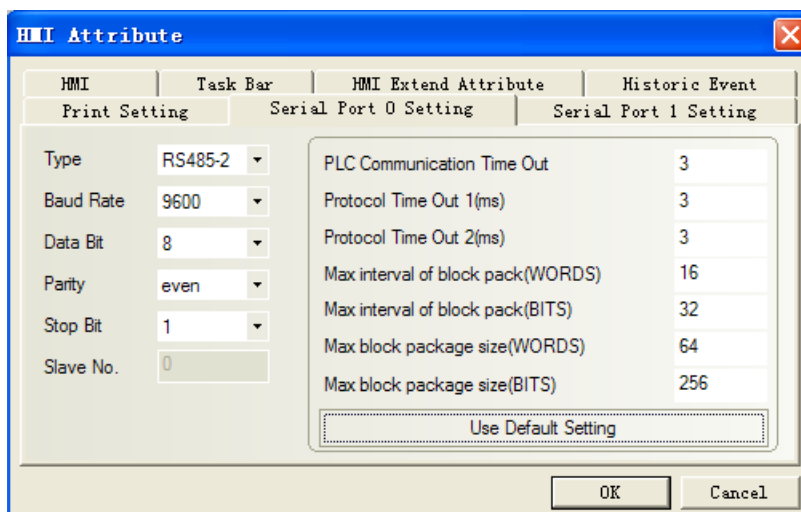 HMI Attribute
HMI Task Bar HMI Extend Attribute Historic Event
Print Setting Serial Port 0 Setting Serial Port 1 Setting
Type RS485-2
Baud Rate 9600
Data Bit 8
Parity even
Stop Bit 1
Slave No. 0
PLC Communication Time Out 3
Protocol Time Out 1(ms) 3
Protocol Time Out 2(ms) 3
Max interval of block pack(WORDS) 16
Max interval of block pack(BITS) 32
Max block package size(WORDS) 64
Max block package size(BITS) 256
Use Default Setting
OK Cancel